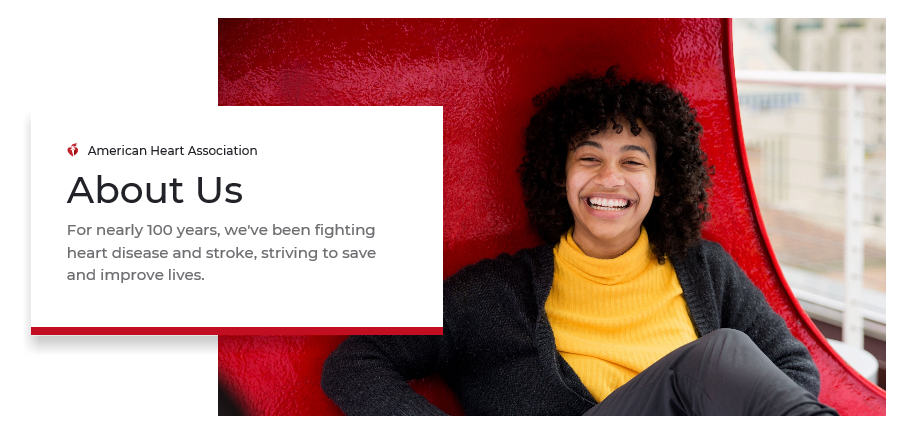 American Heart Association
About Us
For nearly 100 years, we've been fighting
heart disease and stroke, striving to save
and improve lives.